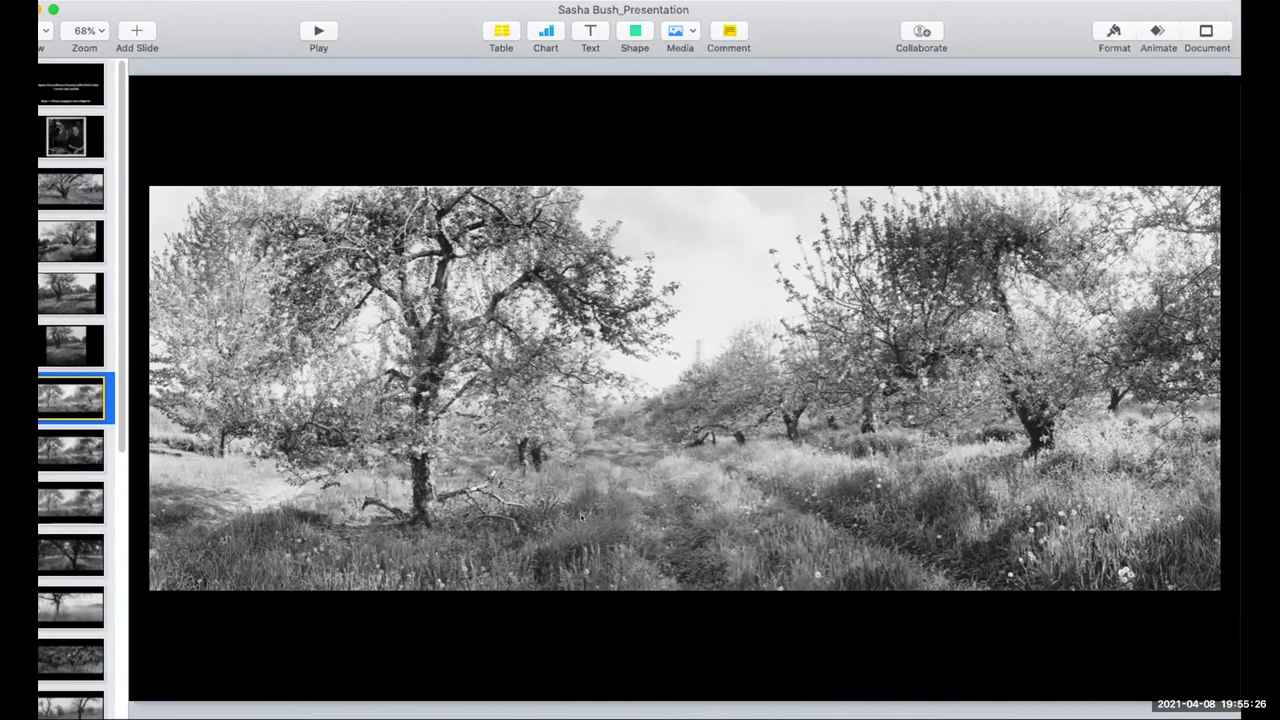 Sasha Bush_Presentation
w
68%
Zoom
Add Slide
Play
Table
Chart
Text
Shape
Media
Comment
Collaborate
Format
Animate
Document
2021-04-08 19:55:26